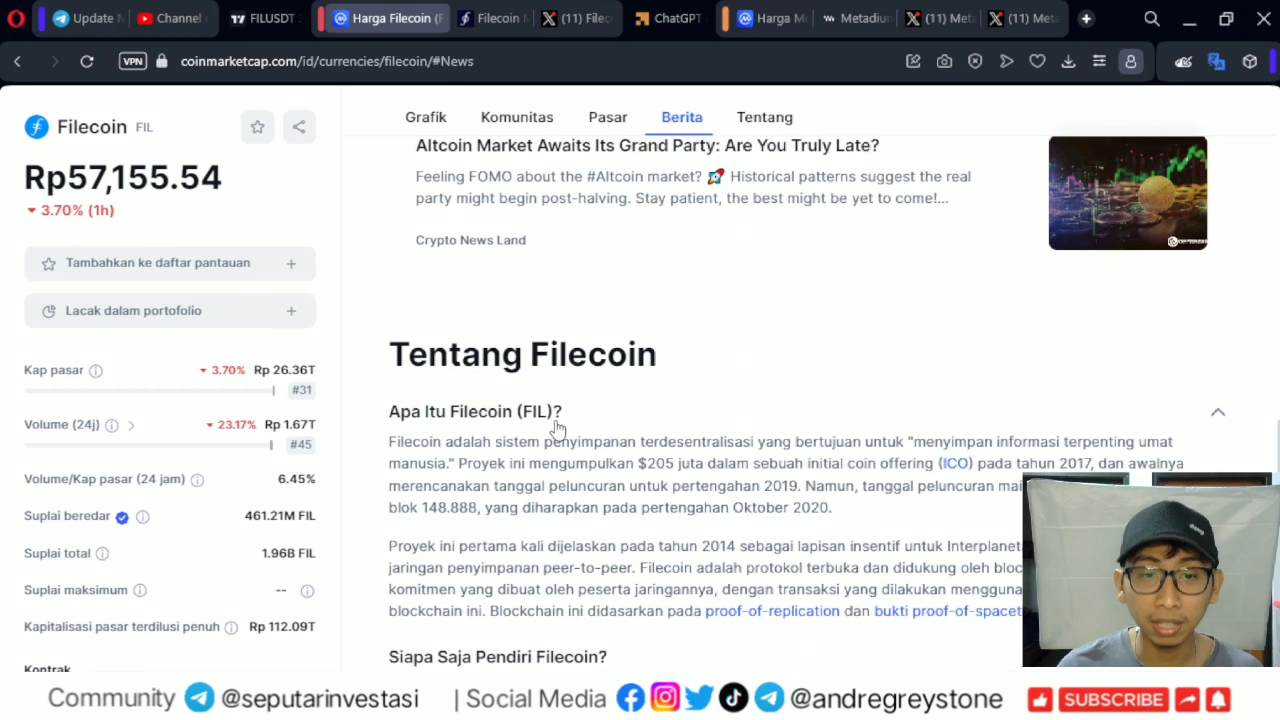 Update
Channel
FILUSDT
Harga Filecoin (F
Filecoin
(11) Filec
ChatGPT
Harga M
Metadiun
(11) Met
(11) Meta
VPN
coinmarketcap.com/id/currencies/filecoin/#News
Filecoin FIL
Rp57,155.54
3.70% (1h)
Tambahkan ke daftar pantauan
Lacak dalam portofolio
Kap pasar 3.70% Rp 26.36T
#31
Volume (24j) 23.17% Rp 1.67T
#45
Volume/Kap pasar (24 jam) 6.45%
Suplai beredar 461.21M FIL
Suplai total 1.96B FIL
Suplai maksimum --
Kapitalisasi pasar terdilusi penuh Rp 112.09T
Kontrak
Grafik Komunitas Pasar Berita Tentang
Altcoin Market Awaits Its Grand Party: Are You Truly Late?
Feeling FOMO about the #Altcoin market? 🚀 Historical patterns suggest the real
party might begin post-halving. Stay patient, the best might be yet to come!...
Crypto News Land
Tentang Filecoin
Apa Itu Filecoin (FIL)?
Filecoin adalah sistem penyimpanan terdesentralisasi yang bertujuan untuk "menyimpan informasi terpenting umat
manusia." Proyek ini mengumpulkan $205 juta dalam sebuah initial coin offering (ICO) pada tahun 2017, dan awalnya
merencanakan tanggal peluncuran untuk pertengahan 2019. Namun, tanggal peluncuran mai
blok 148.888, yang diharapkan pada pertengahan Oktober 2020.
Proyek ini pertama kali dijelaskan pada tahun 2014 sebagai lapisan insentif untuk Interplaneta
jaringan penyimpanan peer-to-peer. Filecoin adalah protokol terbuka dan didukung oleh bloc
komitmen yang dibuat oleh peserta jaringannya, dengan transaksi yang dilakukan mengguna
blockchain ini. Blockchain ini didasarkan pada proof-of-replication dan bukti proof-of-spacet
Siapa Saja Pendiri Filecoin?
Community @seputarinvestasi | Social Media @andregreystone SUBSCRIBE